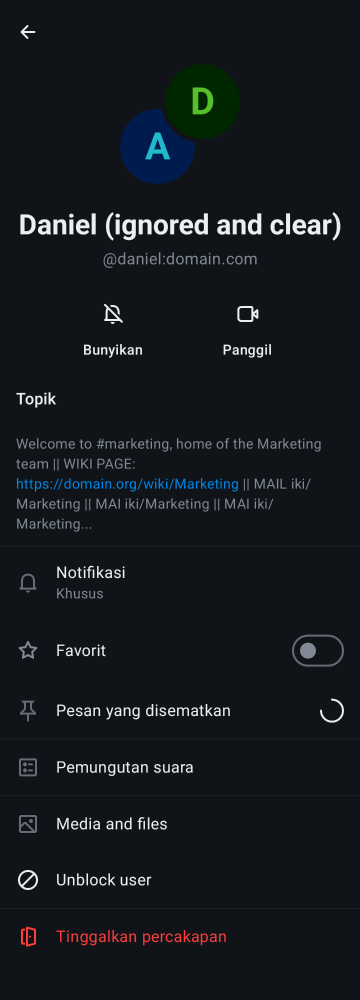 D
A
Daniel (ignored and clear)
@daniel:domain.com
Bunyikan
Panggil
Topik
Welcome to #marketing, home of the Marketing
team || WIKI PAGE:
https://domain.org/wiki/Marketing || MAIL iki/
Marketing || MAI iki/Marketing || MAI iki/
Marketing...
Notifikasi
Khusus
Favorit
Pesan yang disematkan
Pemungutan suara
Media and files
Unblock user
Tinggalkan percakapan